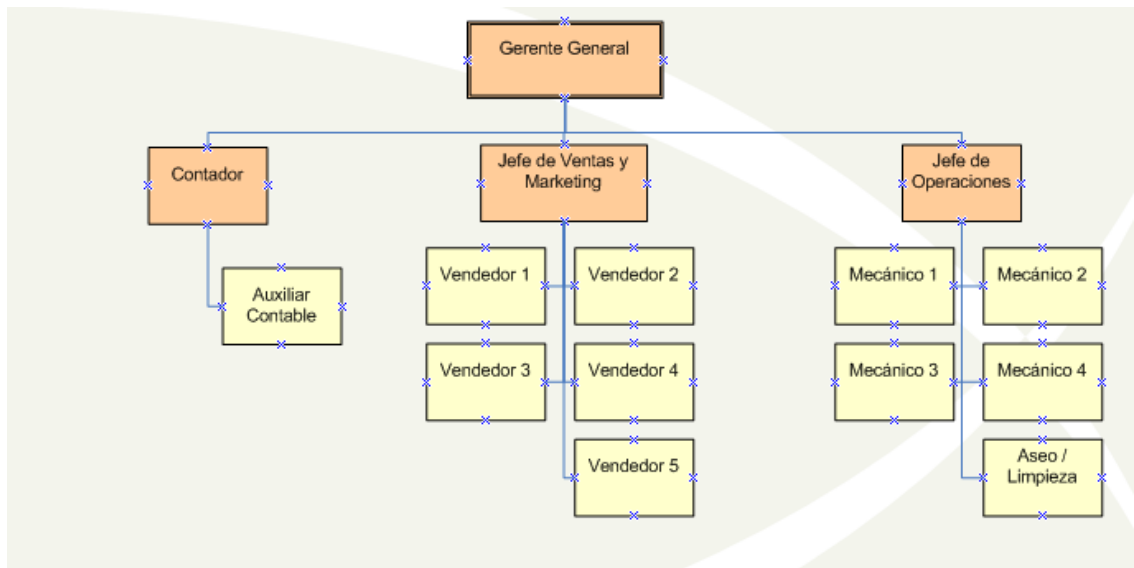 Gerente General
Contador
Jefe de Ventas y
Marketing
Jefe de
Operaciones
Auxiliar
Contable
Vendedor 1
Vendedor 2
Vendedor 3
Vendedor 4
Vendedor 5
Mecánico 1
Mecánico 2
Mecánico 3
Mecánico 4
Aseo /
Limpieza